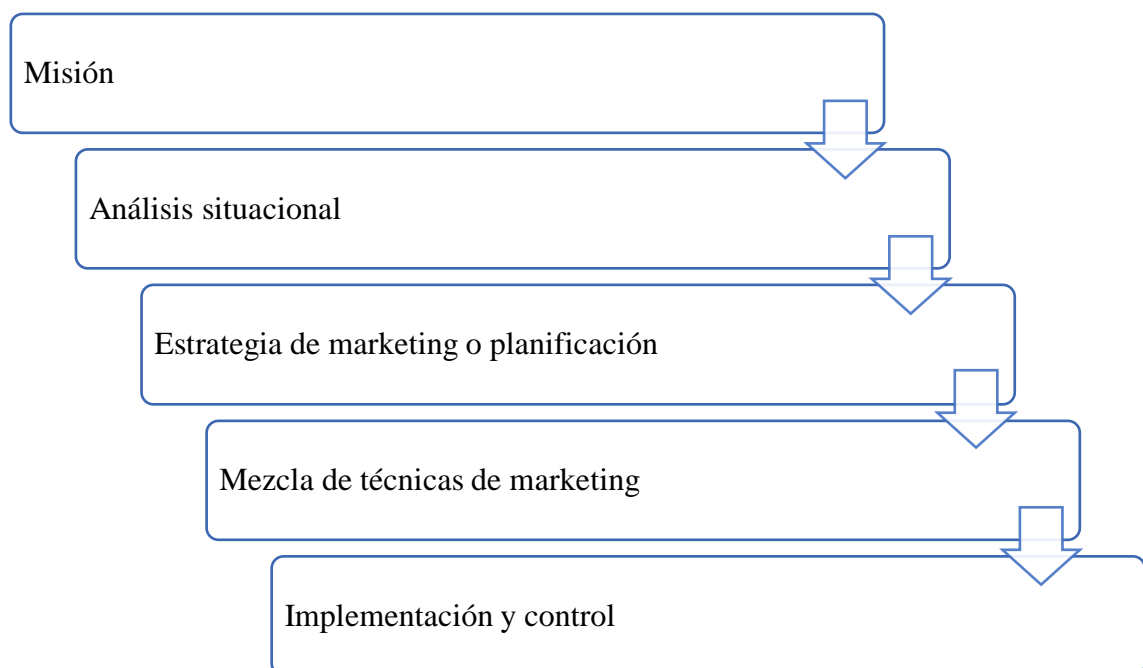 Misión
Análisis situacional
Estrategia de marketing o planificación
Mezcla de técnicas de marketing
Implementación y control